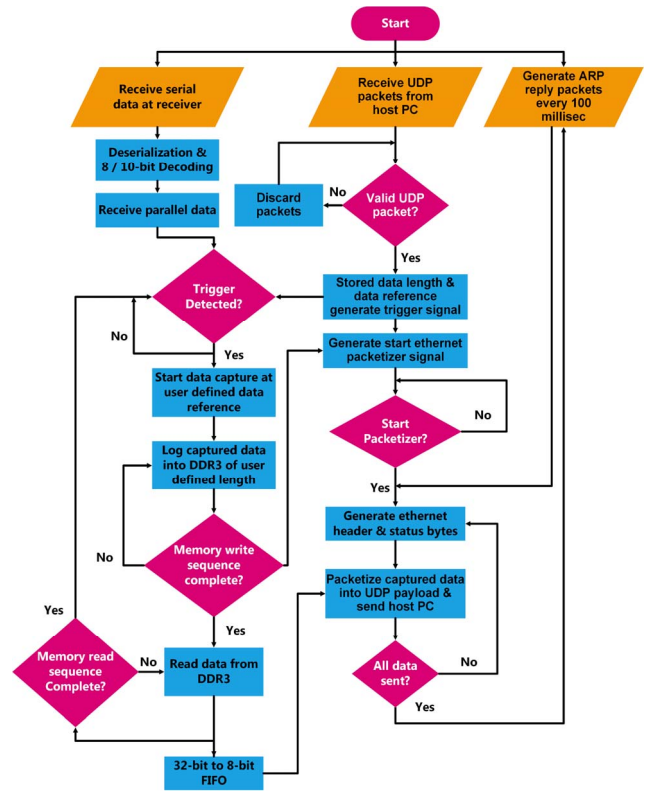 Start
Receive serial
data at receiver
Receive UDP
packets from
host PC
Generate ARP
reply packets
every 100
millisec
Deserialization &
8 / 10-bit Decoding
Receive parallel data
Discard
packets
No
Valid UDP
packet?
Yes
Trigger
Detected?
No
Yes
Stored data length &
data reference
generate trigger signal
Generate start ethernet
packetizer signal
Start data capture at
user defined data
reference
Start
Packetizer?
No
Yes
Log captured data
into DDR3 of user
defined length
Generate ethernet
header & status bytes
Memory write
sequence
complete?
No
Yes
Packetize captured data
into UDP payload &
send host PC
Yes
Memory read
sequence
Complete?
No
Read data from
DDR3
All data
sent?
No
Yes
32-bit to 8-bit
FIFO